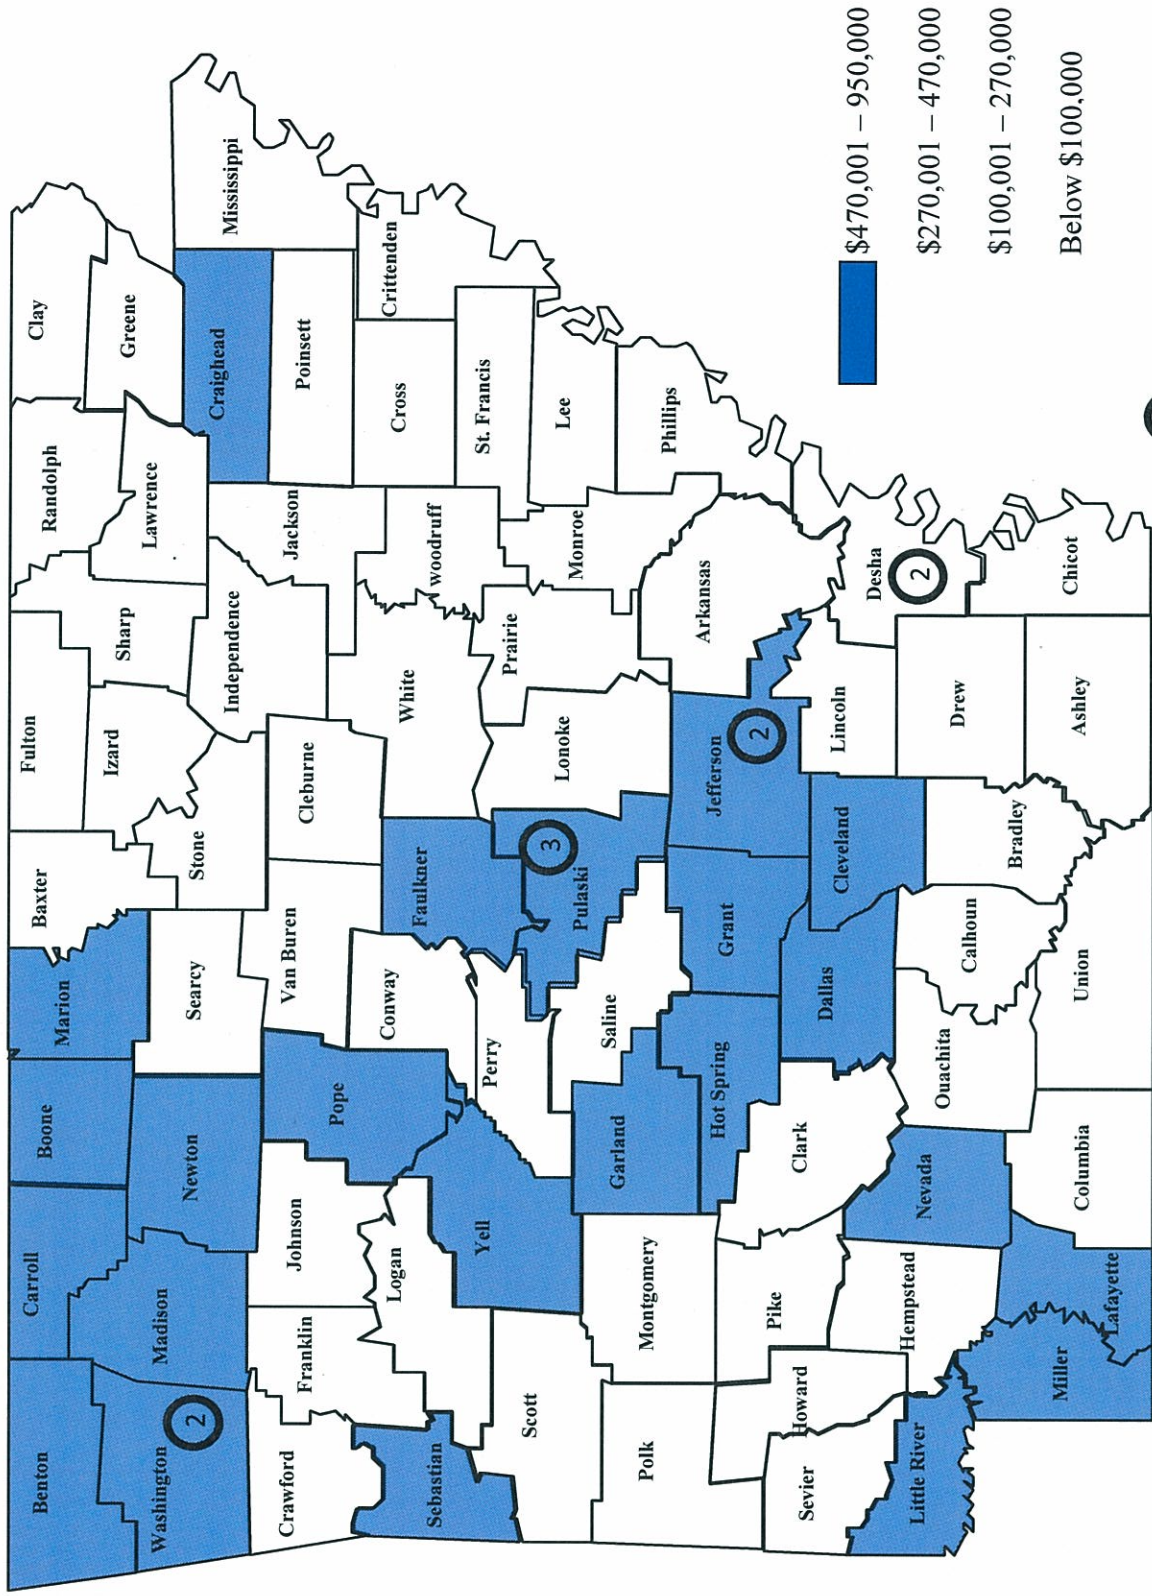 Benton
Carroll
Boone
Marion
Baxter
Fulton
Randolph
Clay
Washington
2
Madison
Newton
Searcy
Stone
Izard
Sharp
Lawrence
Greene
Independence
Craighead
Mississippi
Crawford
Franklin
Johnson
Pope
Van Buren
Cleburne
Jackson
Poinsett
Sebastian
Logan
Conway
Faulkner
White
woodruff
Cross
Crittenden
Scott
Yell
Perry
Pulaski
3
Lonoke
Prairie
Monroe
St. Francis
Lee
Polk
Montgomery
Garland
Saline
Hot Spring
Grant
Jefferson
2
Arkansas
Phillips
Sevier
Howard
Pike
Clark
Dallas
Cleveland
Lincoln
Desha
2
Little River
Hempstead
Nevada
Ouachita
Calhoun
Bradley
Drew
Miller
Lafayette
Columbia
Union
Ashley
Chicot
$470,001 – 950,000
$270,001 – 470,000
$100,001 – 270,000
Below $100,000